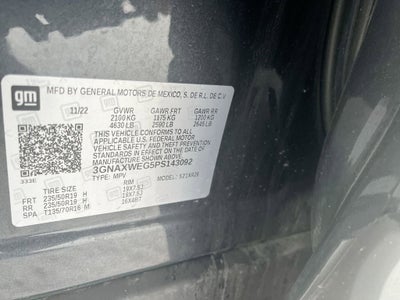 gm
MFD BY GENERAL MOTORS DE MEXICO, S. DE R.L. DE C.V
11/22 GVWR GAWR FRT GAWR RR
2100 KG 1175 KG 1200 KG
4630 LB 2590 LB 2645 LB
THIS VEHICLE CONFORMS TO ALL
APPLICABLE U.S. FEDERAL MOTOR
VEHICLE SAFETY AND THEFT
PREVENTION STANDARDS IN EFFECT
ON THE DATE OF
MANUFACTURE SHOWN ABOVE.
3GNAXWEG5PS143092
TYPE: MPV MODEL:
TIRE SIZE RIM
FRT 235/50R19 H 19X7.5J
RR 235/50R19 H 19X7.5J
SPA T135/70R16 M 16X4BT